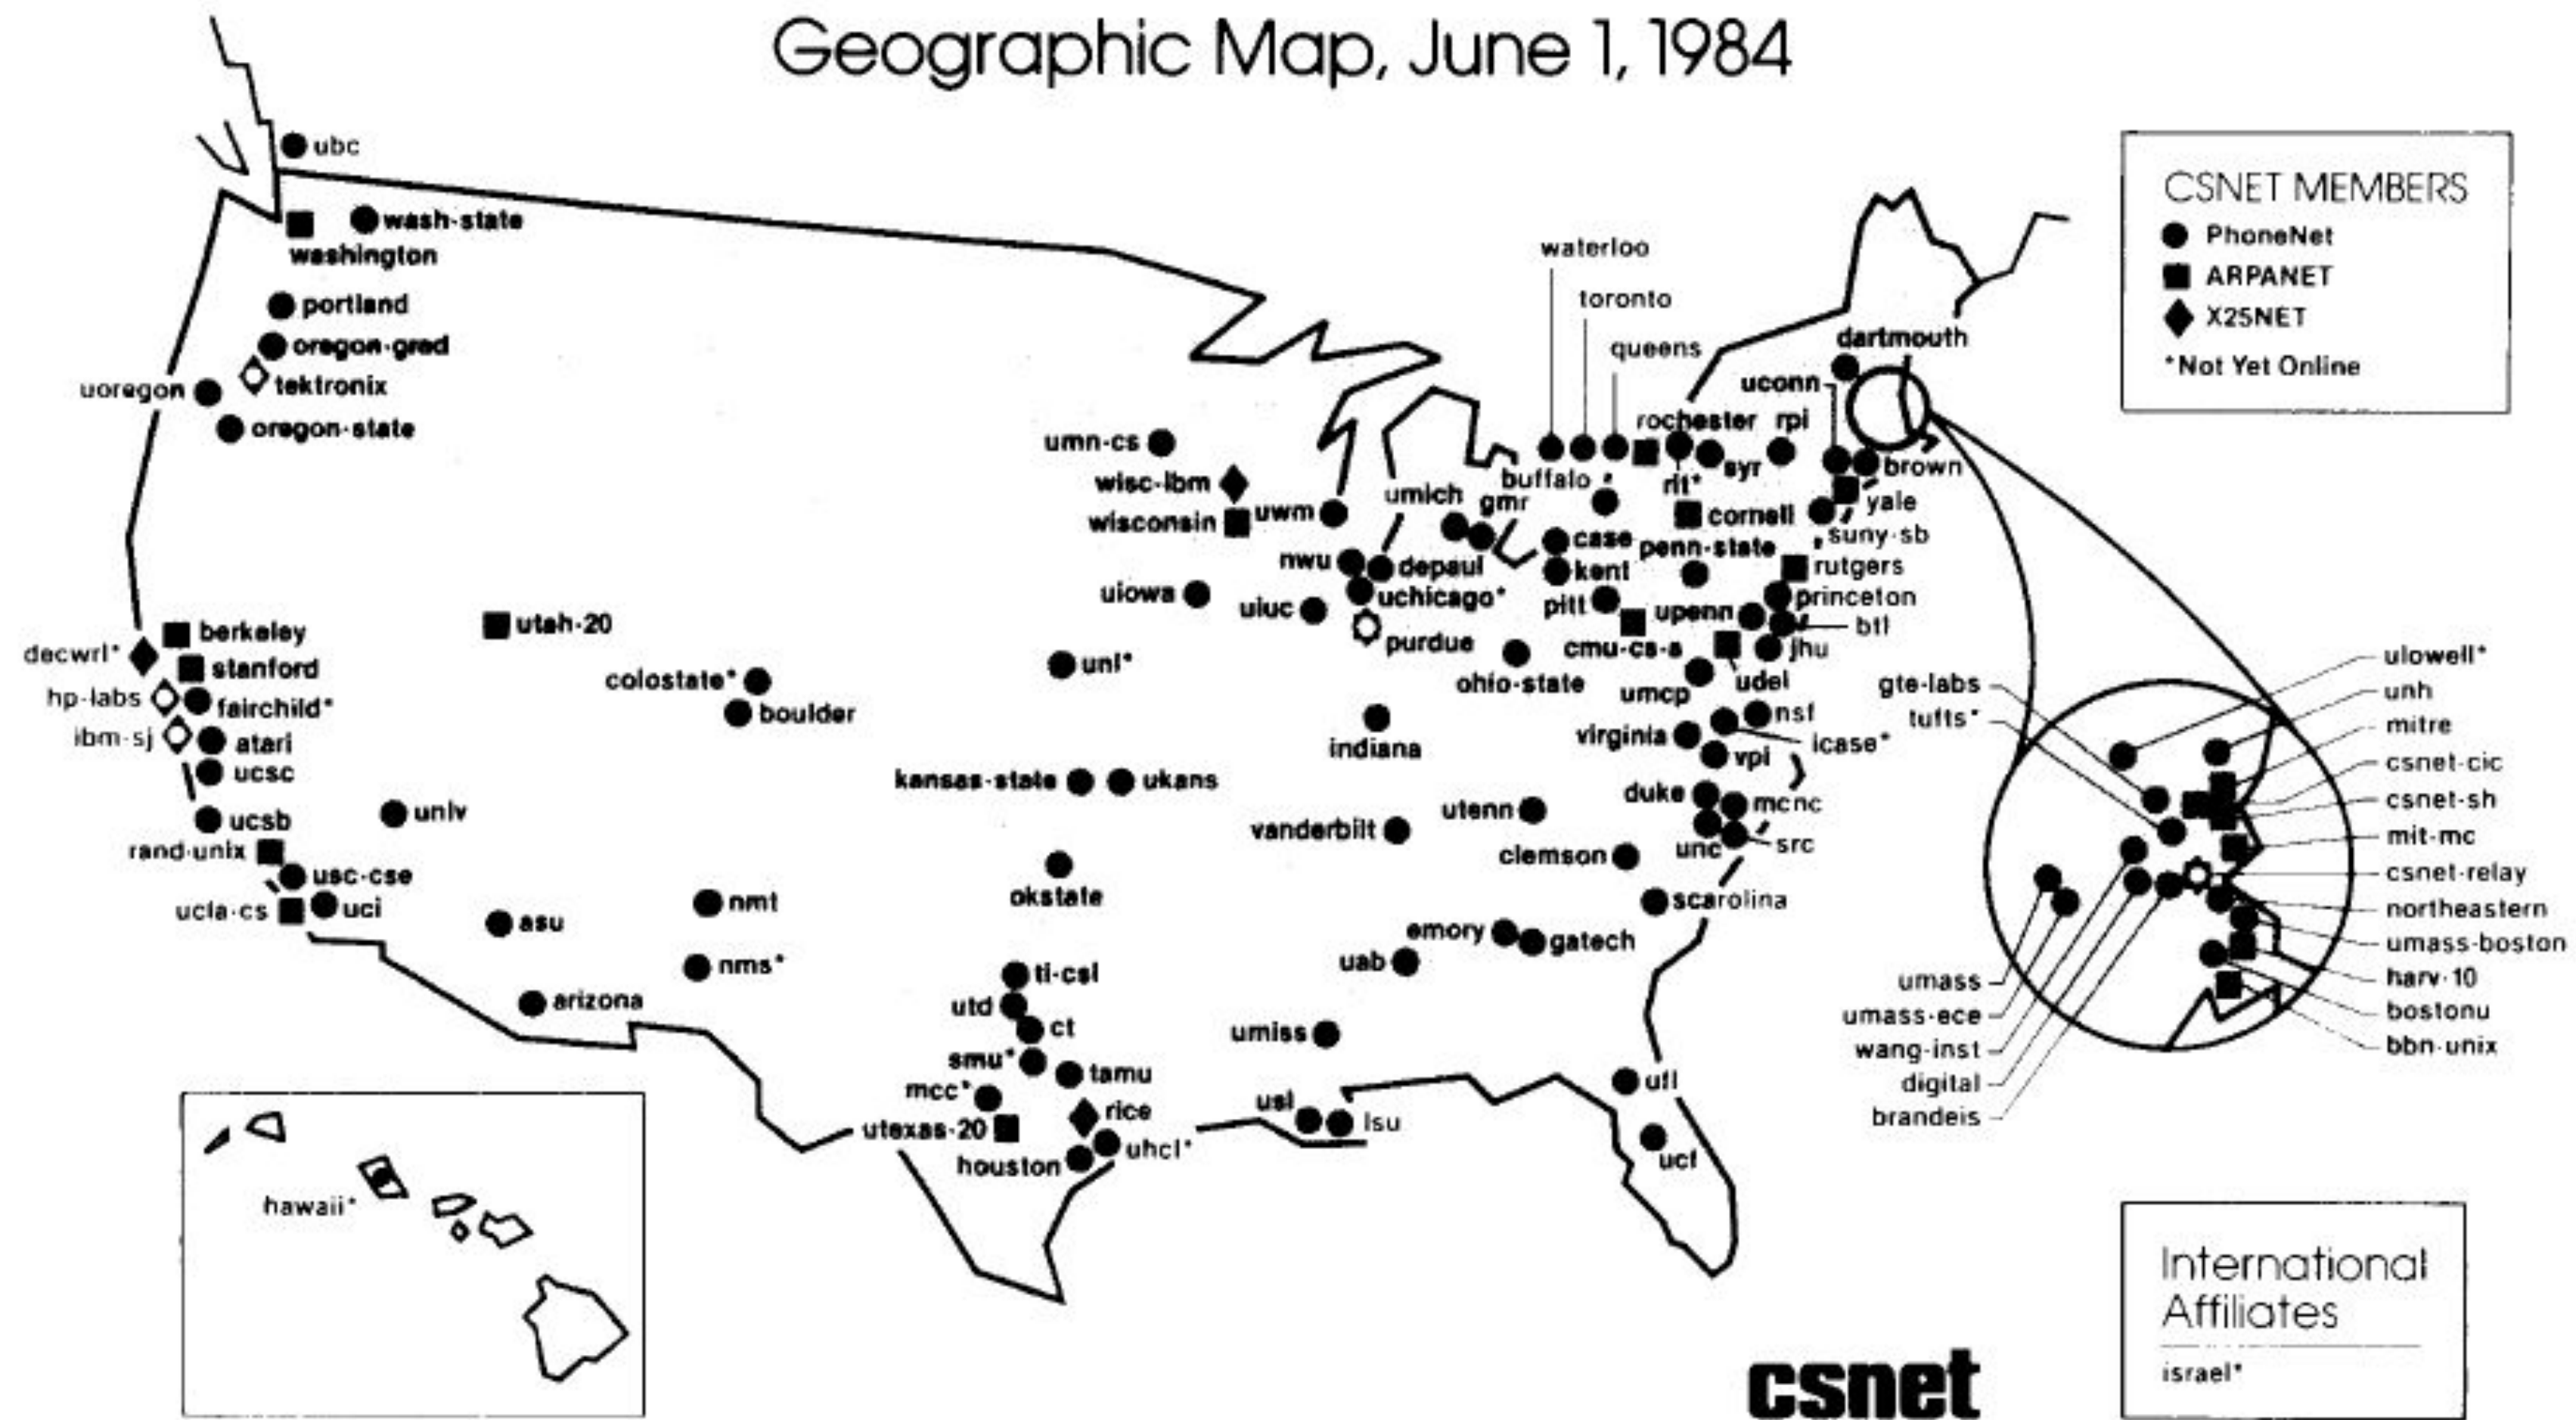 Geographic Map, June 1, 1984
ubc
wash-state
washington
portland
oregon-grad
tektronix
uoregon
oregon-state
berkeley
decwrl*
stanford
hp-labs
fairchild*
ibm-sj
atari
ucsc
ucsb
unlv
rand-unix
usc-cse
ucla-cs
uci
utah-20
colostate*
boulder
asu
nmt
nms*
arizona
umn-cs
wisc-ibm
wisconsin
uwm
uiowa
uiuc
nwu
depaul
uchicago*
purdue
unl*
indiana
kansas-state
ukans
vanderbilt
utenn
okstate
ti-csl
utd
ct
smu*
tamu
mcc*
rice
utexas-20
uhcl*
houston
umiss
usl
lsu
uab
emory
gatech
clemson
scarolina
ufl
ucf
waterloo
toronto
queens
rochester
rpi
dartmouth
uconn
buffalo
rit*
syr
brown
yale
umich
gmr
cornell
suny-sb
case
penn-state
kent
rutgers
pitt
upenn
princeton
btl
cmu-cs-a
jhu
ohio-state
umcp
udel
nsf
virginia
icase*
vpi
duke
mcnc
unc
src
gte-labs
tufts*
ulowell*
unh
mitre
csnet-cic
csnet-sh
mit-mc
csnet-relay
northeastern
umass-boston
harv-10
bostonu
bbn-unix
umass
umass-ece
wang-inst
digital
brandeis
hawaii*
CSNET MEMBERS
PhoneNet
ARPANET
X25NET
*Not Yet Online
International
Affiliates
israel*
csnet